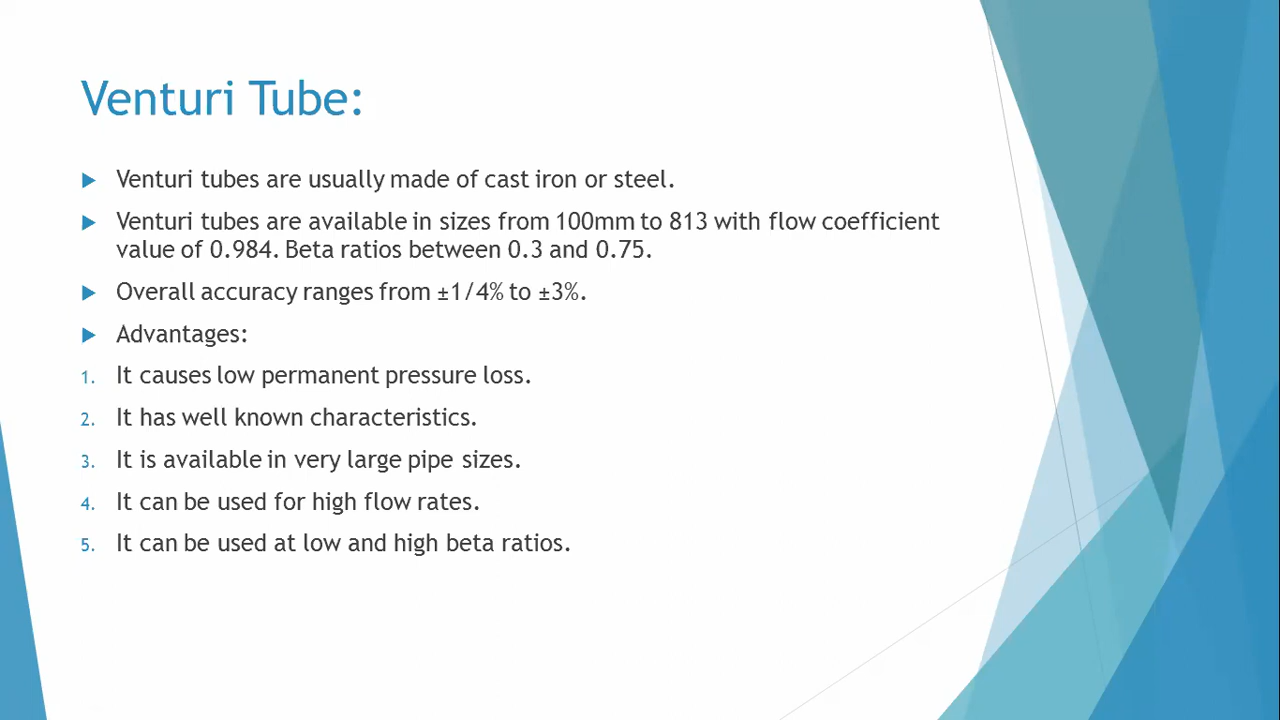 Venturi Tube:
Venturi tubes are usually made of cast iron or steel.
Venturi tubes are available in sizes from 100mm to 813 with flow coefficient
value of 0.984. Beta ratios between 0.3 and 0.75.
Overall accuracy ranges from ±1/4% to ±3%.
Advantages:
1. It causes low permanent pressure loss.
2. It has well known characteristics.
3. It is available in very large pipe sizes.
4. It can be used for high flow rates.
5. It can be used at low and high beta ratios.